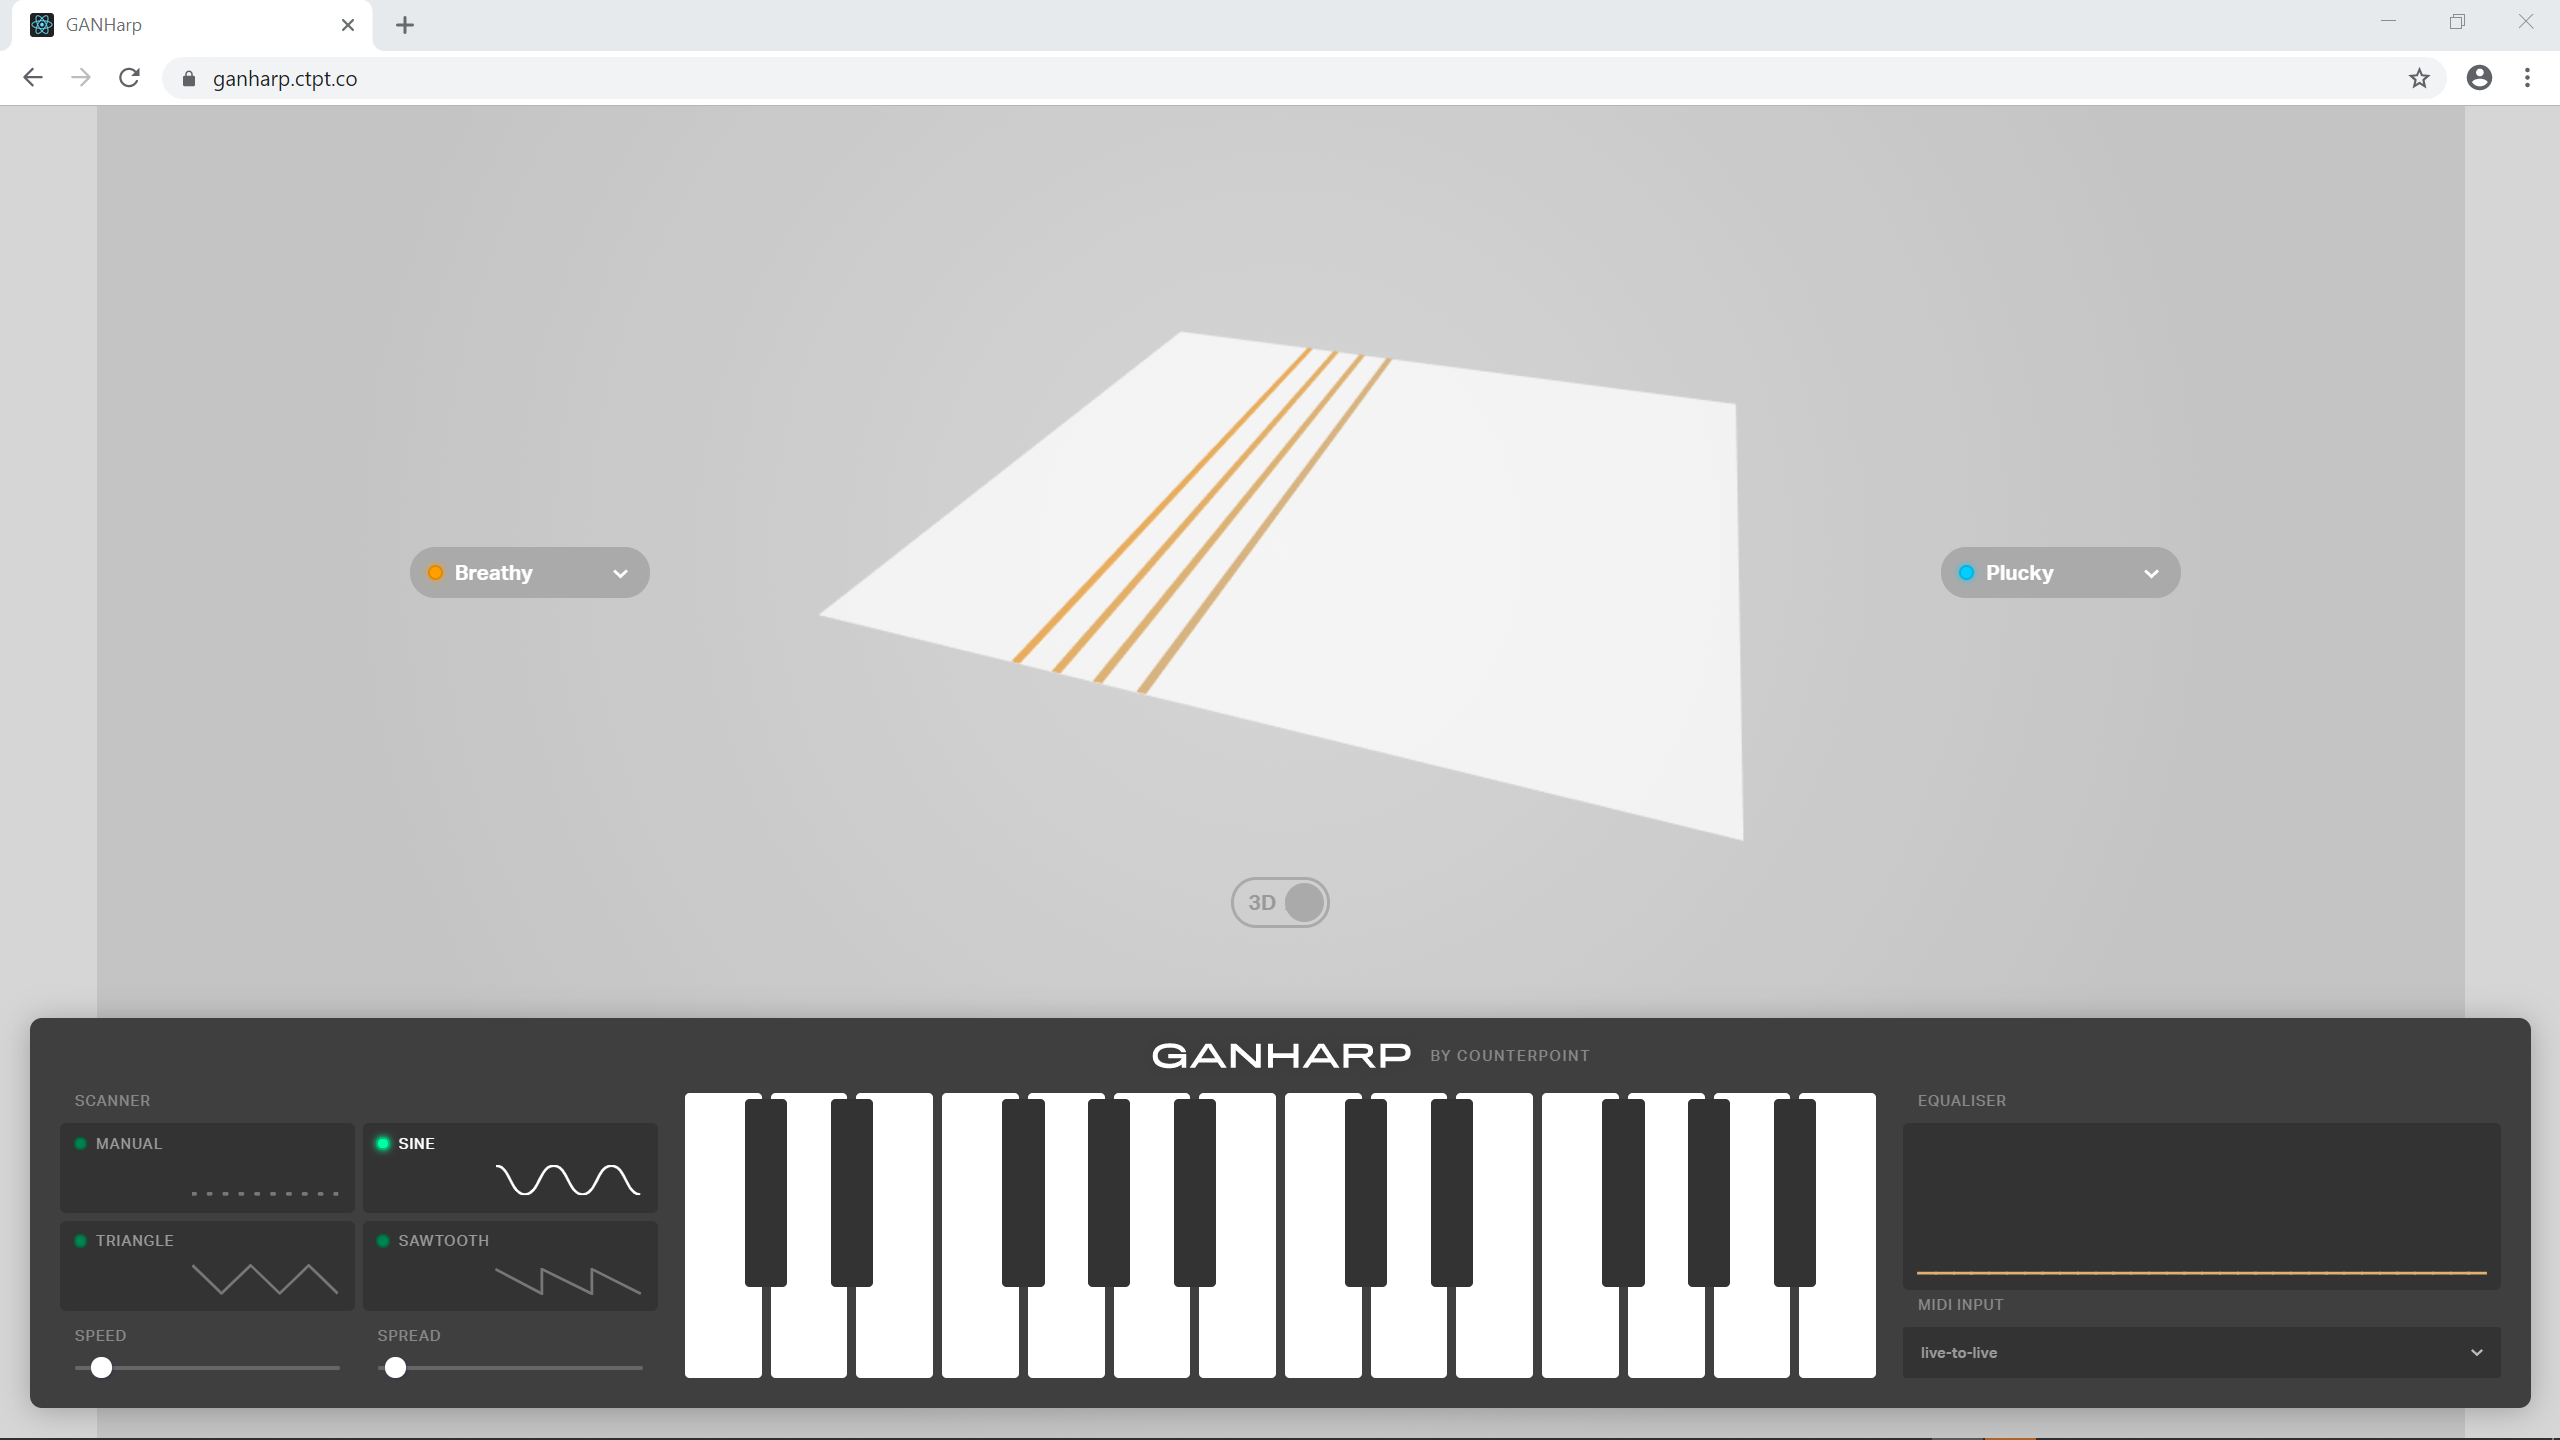 GANHarp
ganharp.ctpt.co
Breathy
Plucky
3D
GANHARP BY COUNTERPOINT
SCANNER
MANUAL
SINE
TRIANGLE
SAWTOOTH
SPEED
SPREAD
EQUALISER
MIDI INPUT
live-to-live